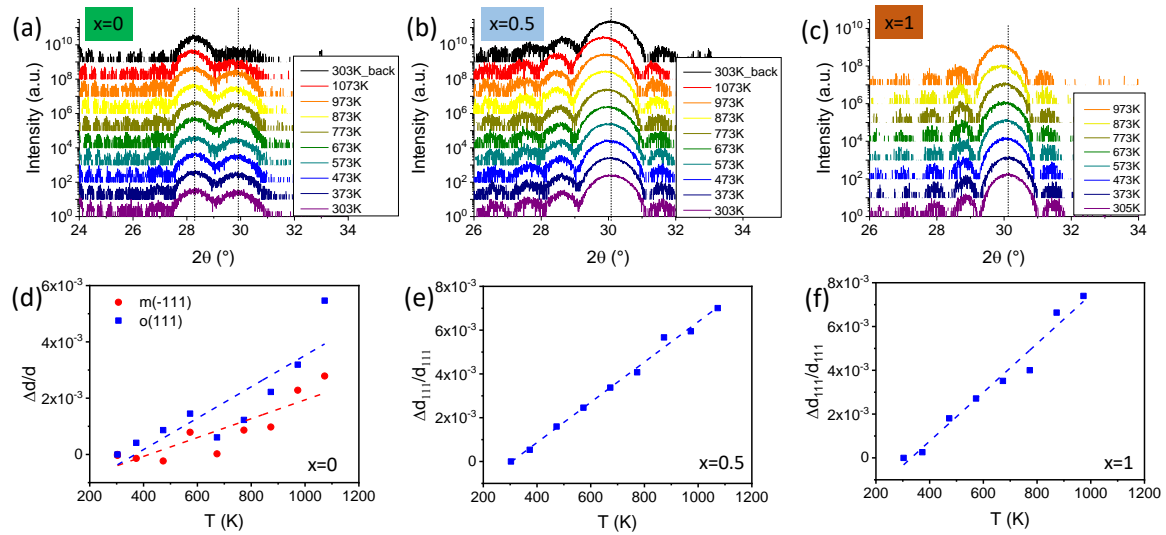 (a) x=0
Intensity (a.u.)
10^10
10^8
10^6
10^4
10^2
10^0
24 26 28 30 32 34
2θ (°)
303K_back
1073K
973K
873K
773K
673K
573K
473K
373K
303K
(b) x=0.5
Intensity (a.u.)
10^10
10^8
10^6
10^4
10^2
10^0
26 28 30 32 34
2θ (°)
303K_back
1073K
973K
873K
773K
673K
573K
473K
373K
303K
(c) x=1
Intensity (a.u.)
10^10
10^8
10^6
10^4
10^2
10^0
26 28 30 32 34
2θ (°)
973K
873K
773K
673K
573K
473K
373K
305K
(d)
Δd/d
6x10^-3
4x10^-3
2x10^-3
0
m(-111)
o(111)
x=0
200 400 600 800 1000 1200
T (K)
(e)
Δd_111/d_111
8x10^-3
6x10^-3
4x10^-3
2x10^-3
0
x=0.5
200 400 600 800 1000 1200
T (K)
(f)
Δd_111/d_111
8x10^-3
6x10^-3
4x10^-3
2x10^-3
0
x=1
200 400 600 800 1000 1200
T (K)